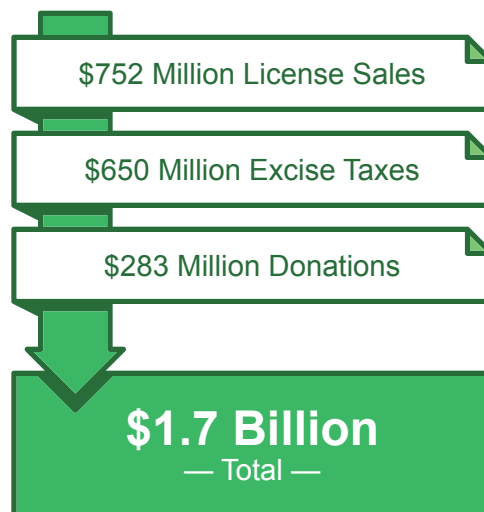 $752 Million License Sales
$650 Million Excise Taxes
$283 Million Donations
$1.7 Billion
— Total —